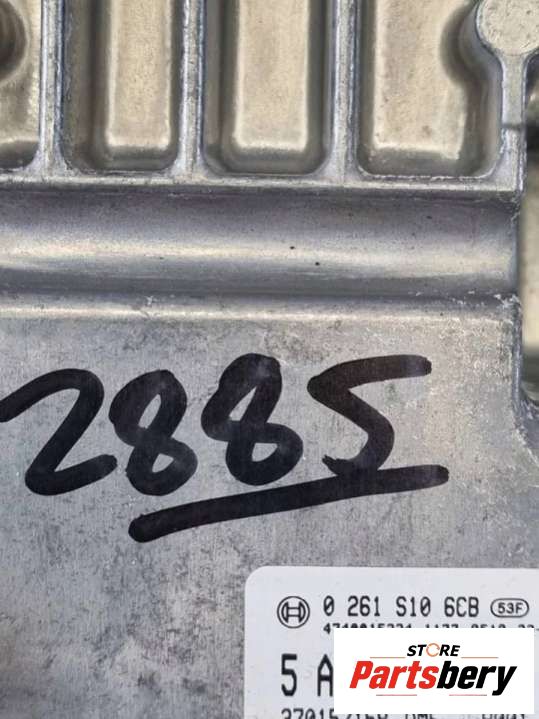 2885
0 261 S10 6CB 53F
5 A
STORE
Partsbery